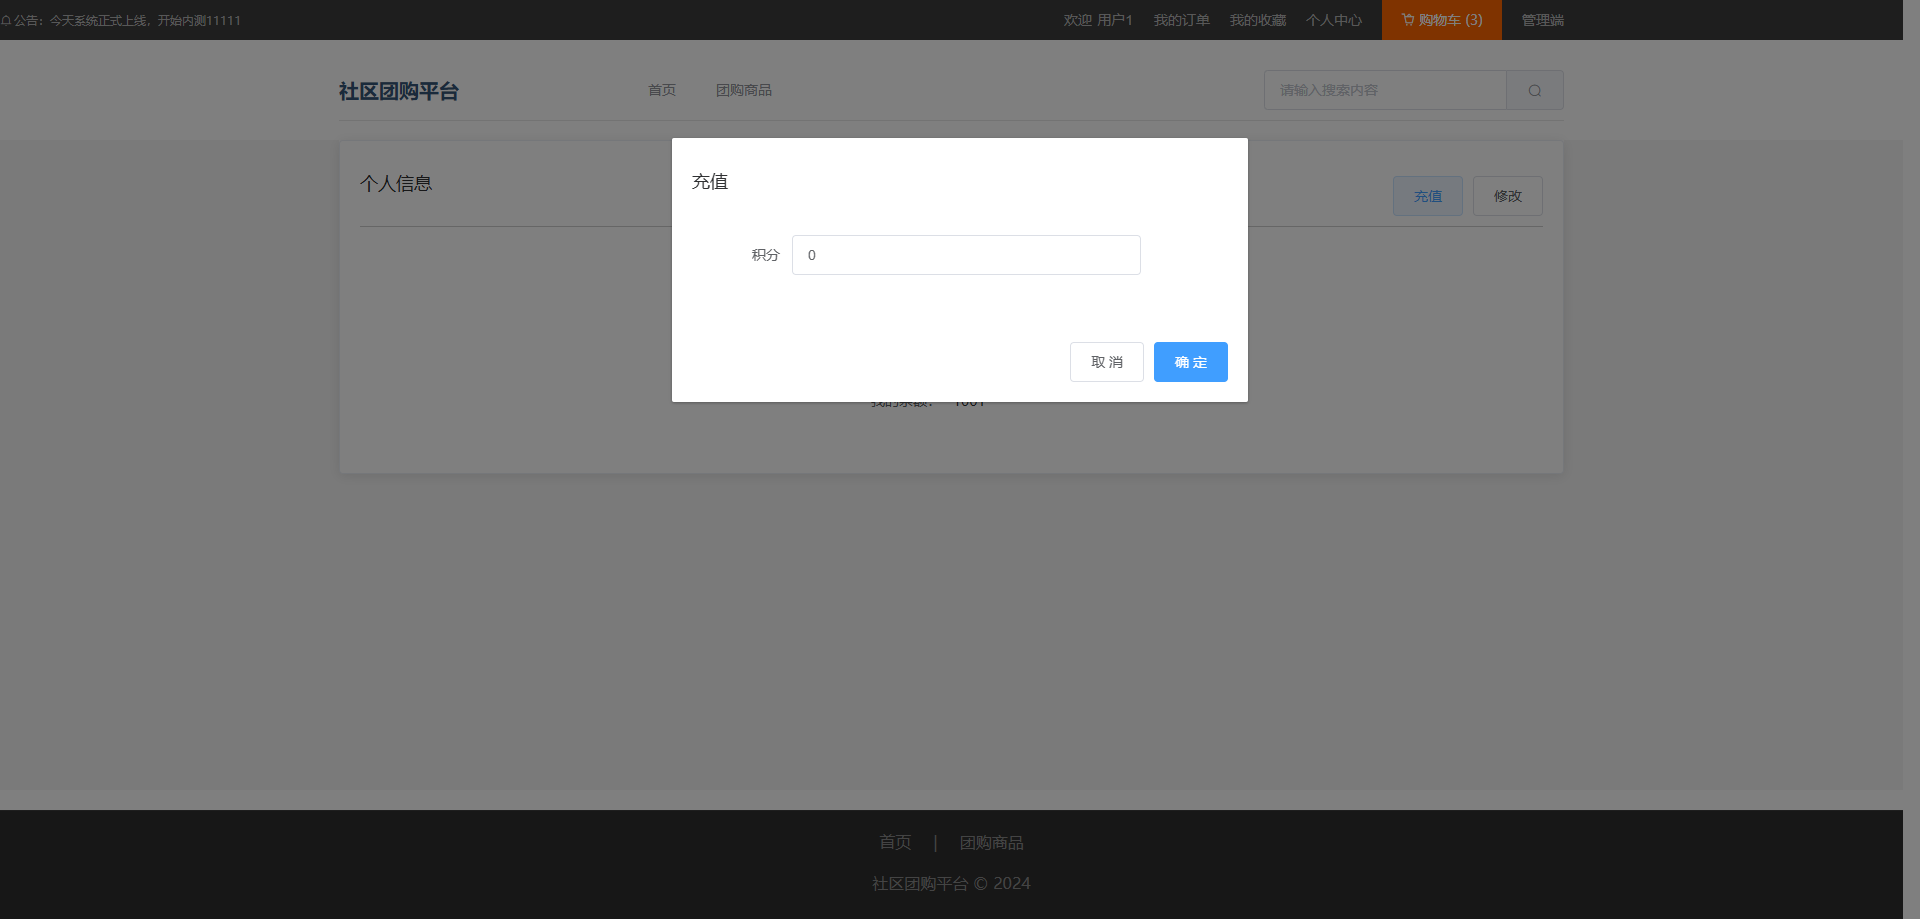 公告：今天系统正式上线，开始内测11111
欢迎 用户1 我的订单 我的收藏 个人中心 购物车 (3) 管理端
社区团购平台 首页 团购商品 请输入搜索内容
个人信息 充值 修改
充值
积分 0
取 消 确 定
首页 | 团购商品
社区团购平台 © 2024